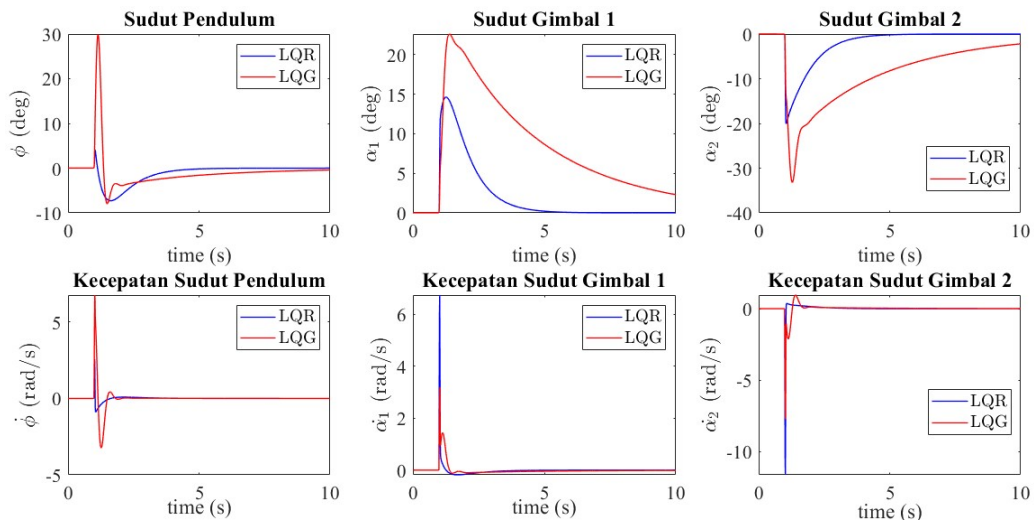 Sudut Pendulum
30
20
10
0
-10
ϕ (deg)
LQR
LQG
0
5
10
time (s)
Sudut Gimbal 1
20
15
10
5
0
α₁ (deg)
LQR
LQG
0
5
10
time (s)
Sudut Gimbal 2
0
-10
-20
-30
-40
α₂ (deg)
LQR
LQG
0
5
10
time (s)
Kecepatan Sudut Pendulum
5
0
-5
ϕ̇ (rad/s)
LQR
LQG
0
5
10
time (s)
Kecepatan Sudut Gimbal 1
6
4
2
0
α̇₁ (rad/s)
LQR
LQG
0
5
10
time (s)
Kecepatan Sudut Gimbal 2
0
-5
-10
α̇₂ (rad/s)
LQR
LQG
0
5
10
time (s)